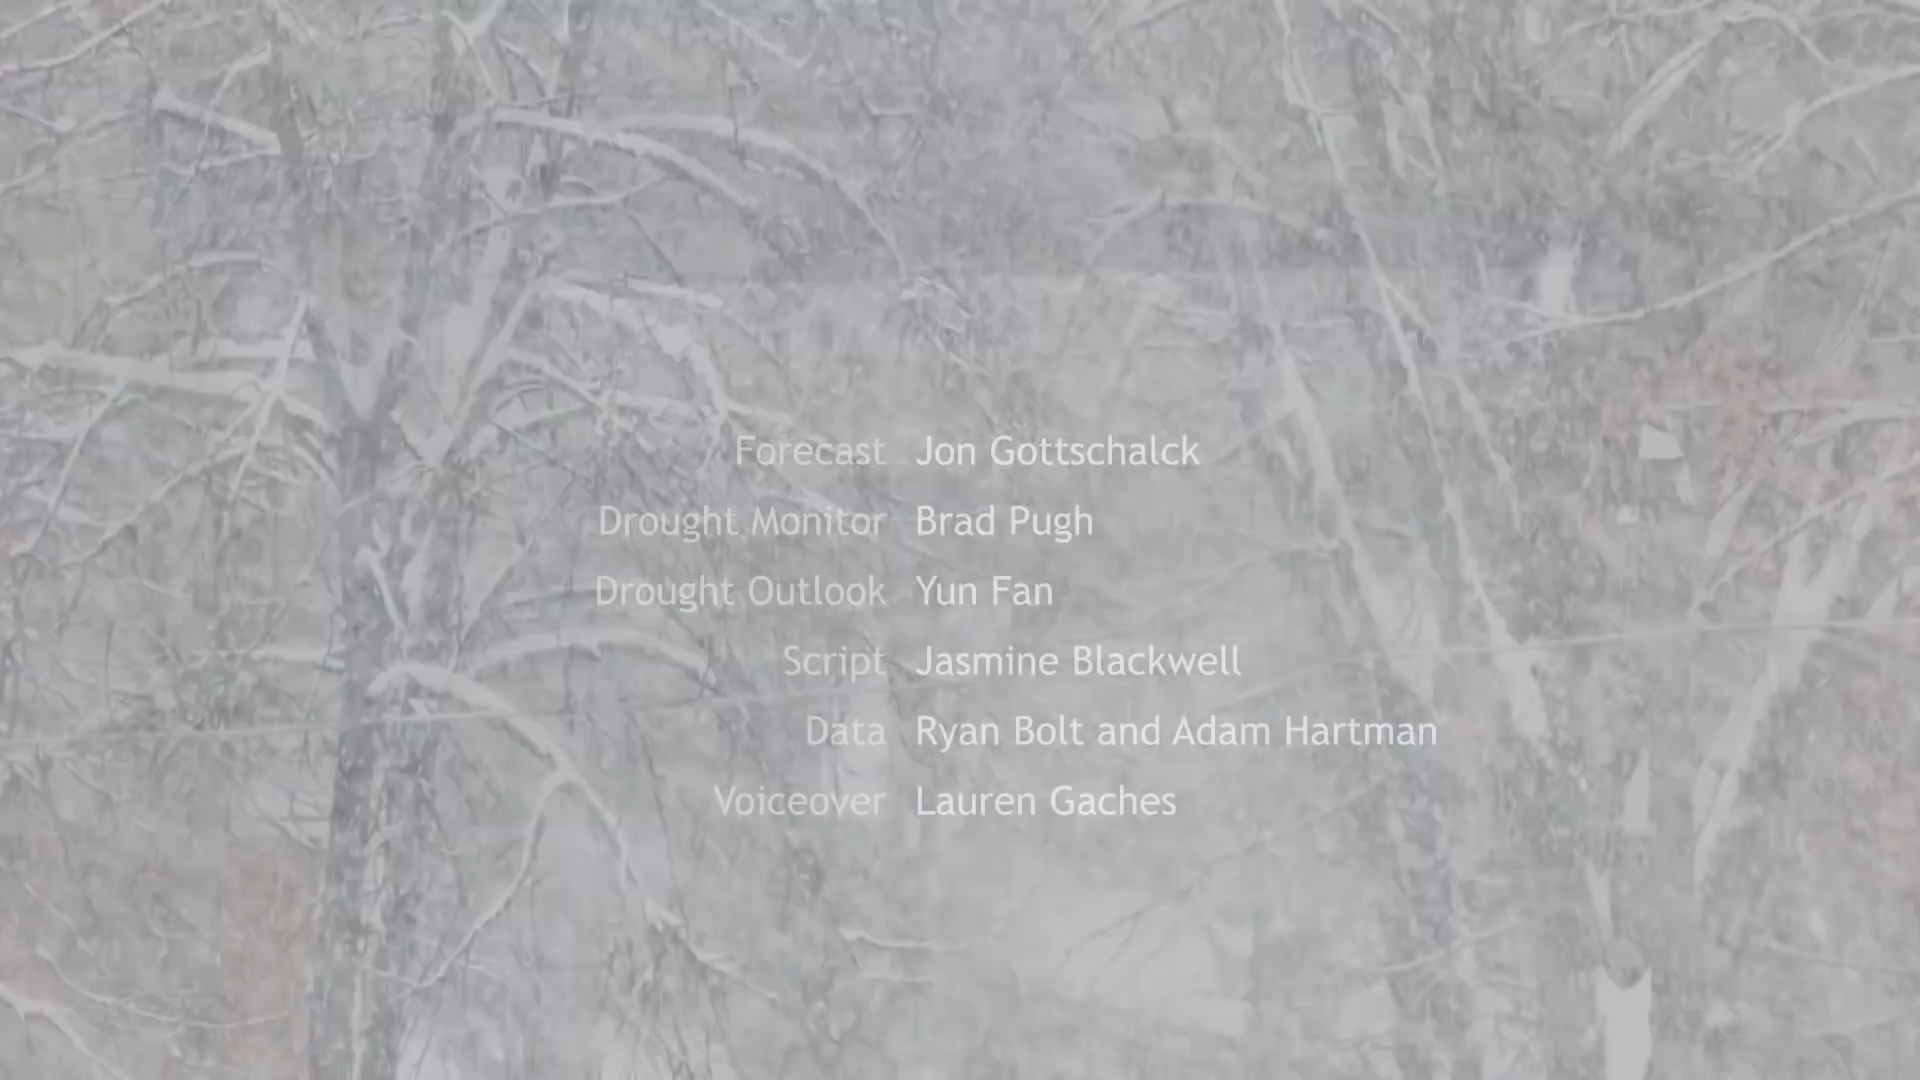 Forecast Jon Gottschalck
Drought Monitor Brad Pugh
Drought Outlook Yun Fan
Script Jasmine Blackwell
Data Ryan Bolt and Adam Hartman
Voiceover Lauren Gaches